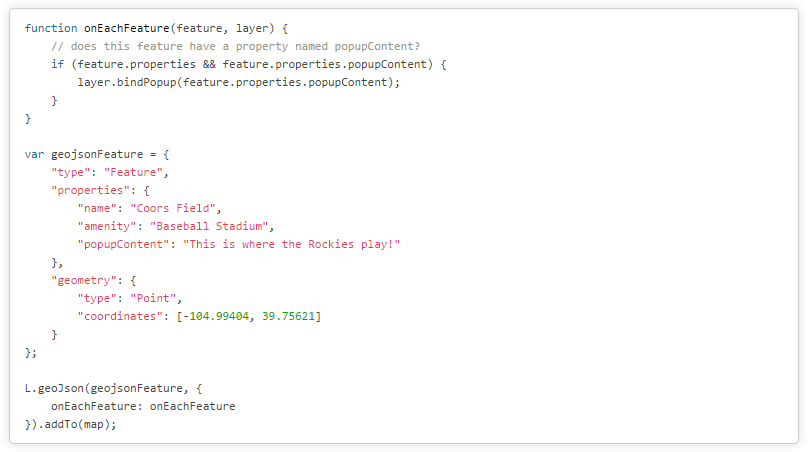 function onEachFeature(feature, layer) {
    // does this feature have a property named popupContent?
    if (feature.properties && feature.properties.popupContent) {
        layer.bindPopup(feature.properties.popupContent);
    }
}

var geojsonFeature = {
    "type": "Feature",
    "properties": {
        "name": "Coors Field",
        "amenity": "Baseball Stadium",
        "popupContent": "This is where the Rockies play!"
    },
    "geometry": {
        "type": "Point",
        "coordinates": [-104.99404, 39.75621]
    }
};

L.geoJson(geojsonFeature, {
    onEachFeature: onEachFeature
}).addTo(map);